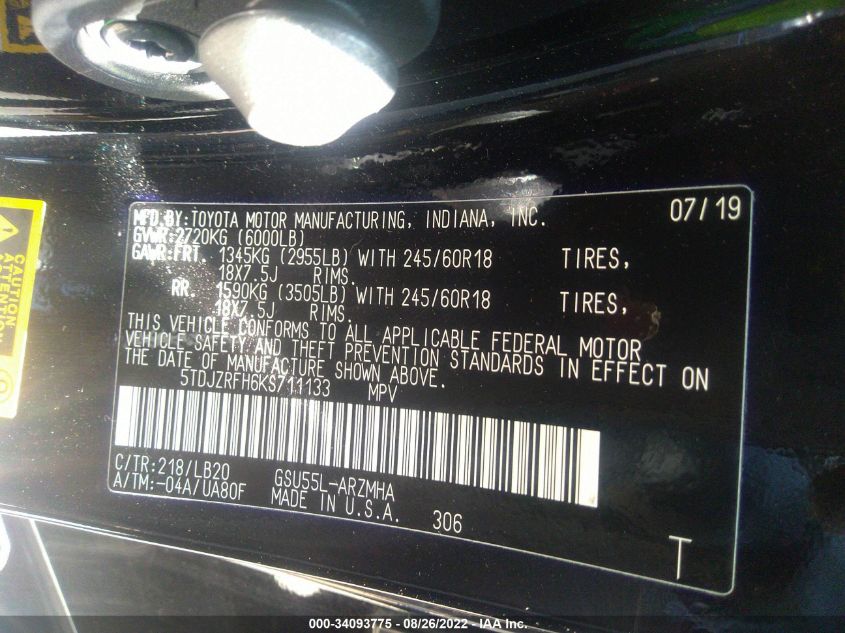 MFD.BY:TOYOTA MOTOR MANUFACTURING, INDIANA, INC. 07/19
GVWR:2720KG (6000LB)
GAWR:FRT. 1345KG (2955LB) WITH 245/60R18 TIRES,
18X7.5J RIMS.
RR. 1590KG (3505LB) WITH 245/60R18 TIRES,
18X7.5J RIMS.
THIS VEHICLE CONFORMS TO ALL APPLICABLE FEDERAL MOTOR
VEHICLE SAFETY AND THEFT PREVENTION STANDARDS IN EFFECT ON
THE DATE OF MANUFACTURE SHOWN ABOVE.
5TDJZRFH6KS711133 MPV
C/TR:218/LB20 GSU55L-ARZMHA
A/TM:-04A/UA80F MADE IN U.S.A. 306
T
CAUTION
ATTENTION
000-34093775 - 08/26/2022 - IAA Inc.